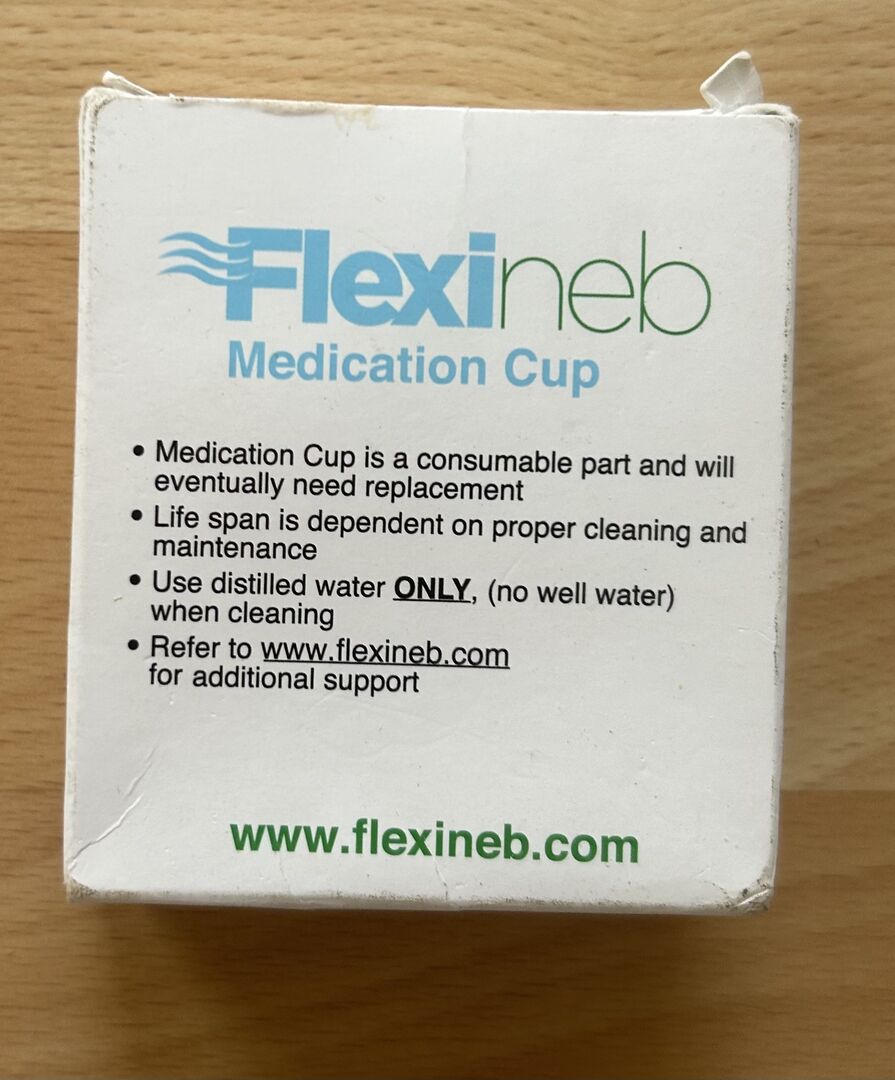 Flexineb
Medication Cup
• Medication Cup is a consumable part and will
eventually need replacement
• Life span is dependent on proper cleaning and
maintenance
• Use distilled water ONLY, (no well water)
when cleaning
• Refer to www.flexineb.com
for additional support
www.flexineb.com